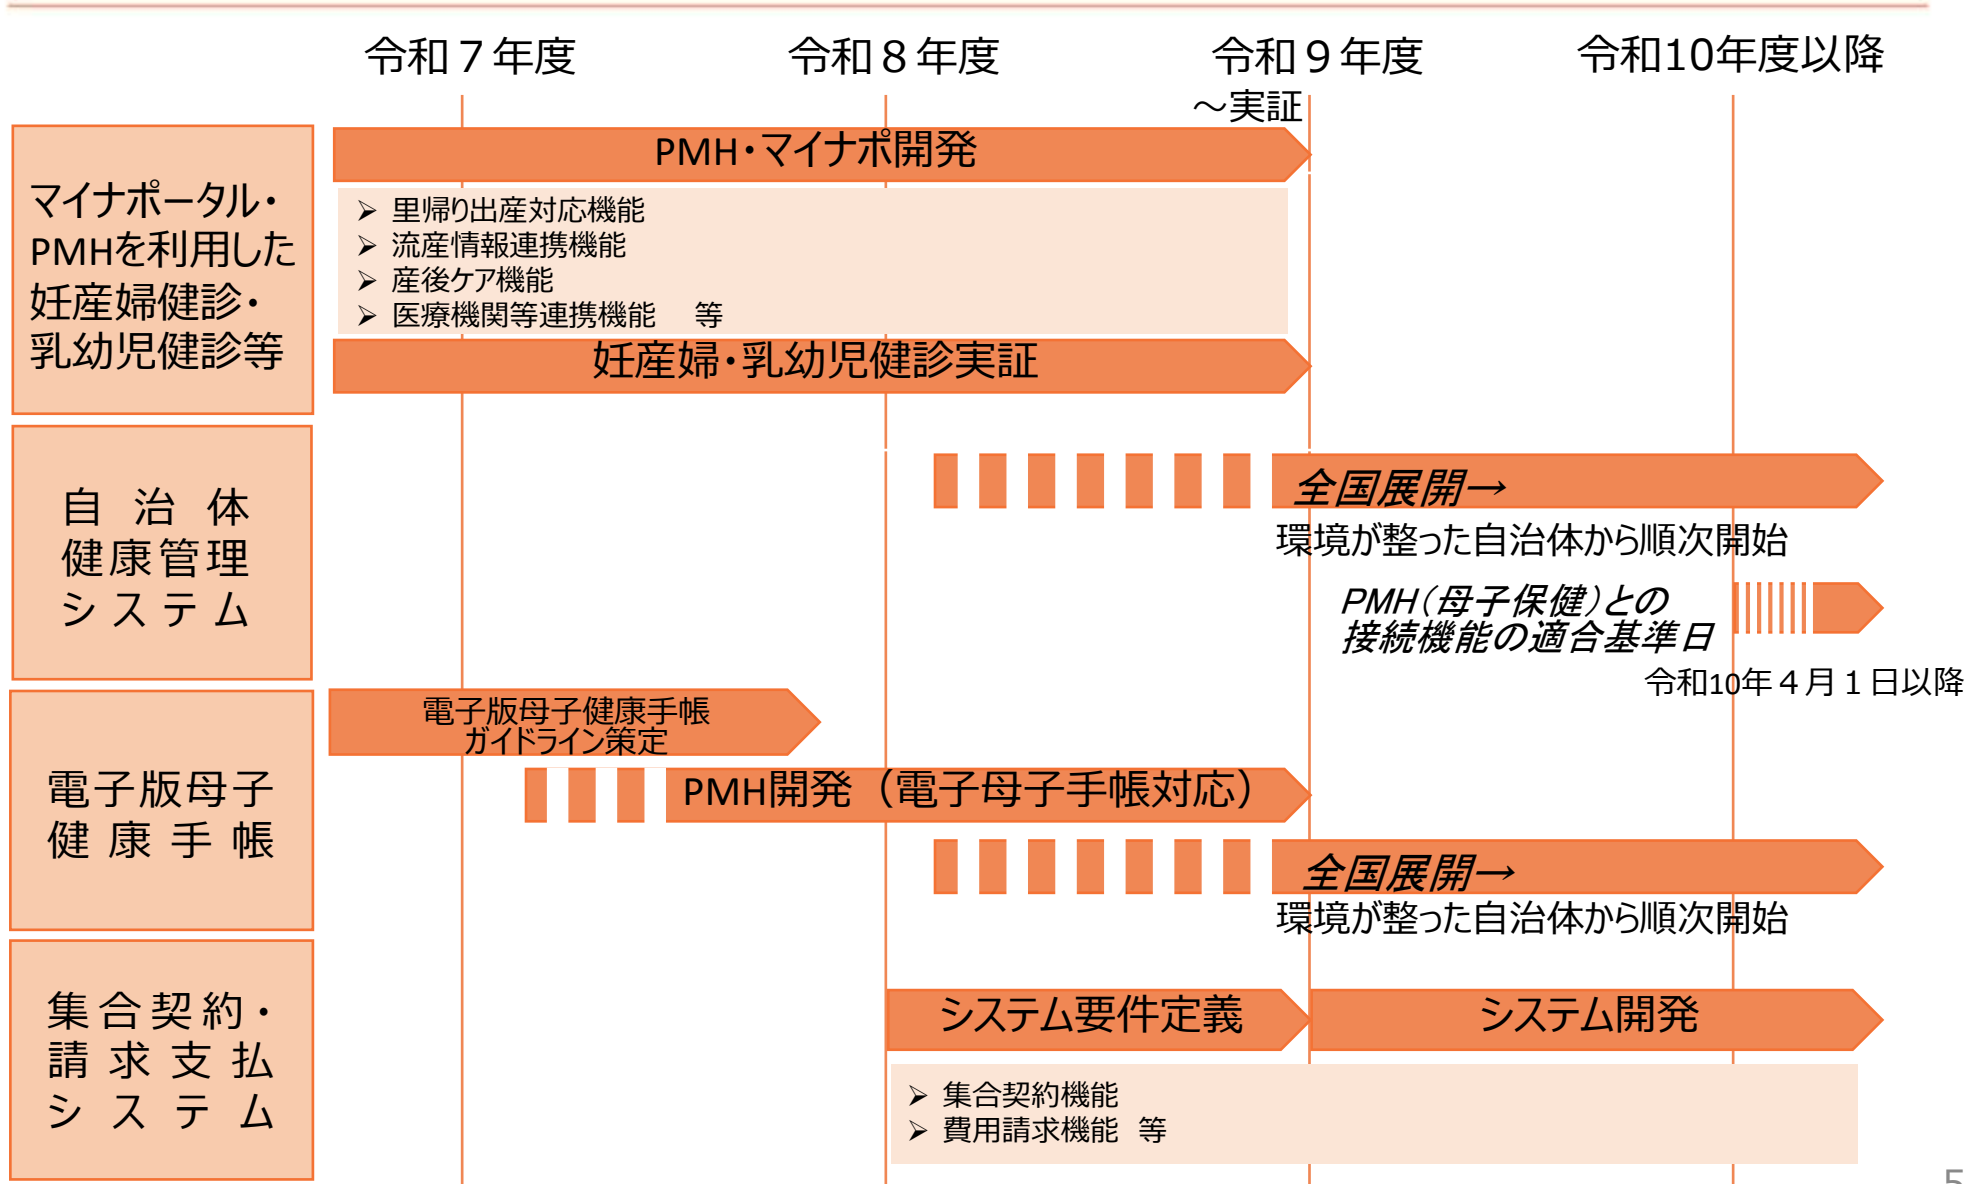 令和７年度
令和８年度
令和９年度
令和10年度以降
～実証
マイナポータル・
PMHを利用した
妊産婦健診・
乳幼児健診等
PMH・マイナポ開発
➢ 里帰り出産対応機能
➢ 流産情報連携機能
➢ 産後ケア機能
➢ 医療機関等連携機能　等
妊産婦・乳幼児健診実証
自治体
健康管理
システム
全国展開→
環境が整った自治体から順次開始
PMH（母子保健）との
接続機能の適合基準日
令和10年４月１日以降
電子版母子
健康手帳
電子版母子健康手帳
ガイドライン策定
PMH開発（電子母子手帳対応）
全国展開→
環境が整った自治体から順次開始
集合契約・
請求支払
システム
システム要件定義
システム開発
➢ 集合契約機能
➢ 費用請求機能 等
5